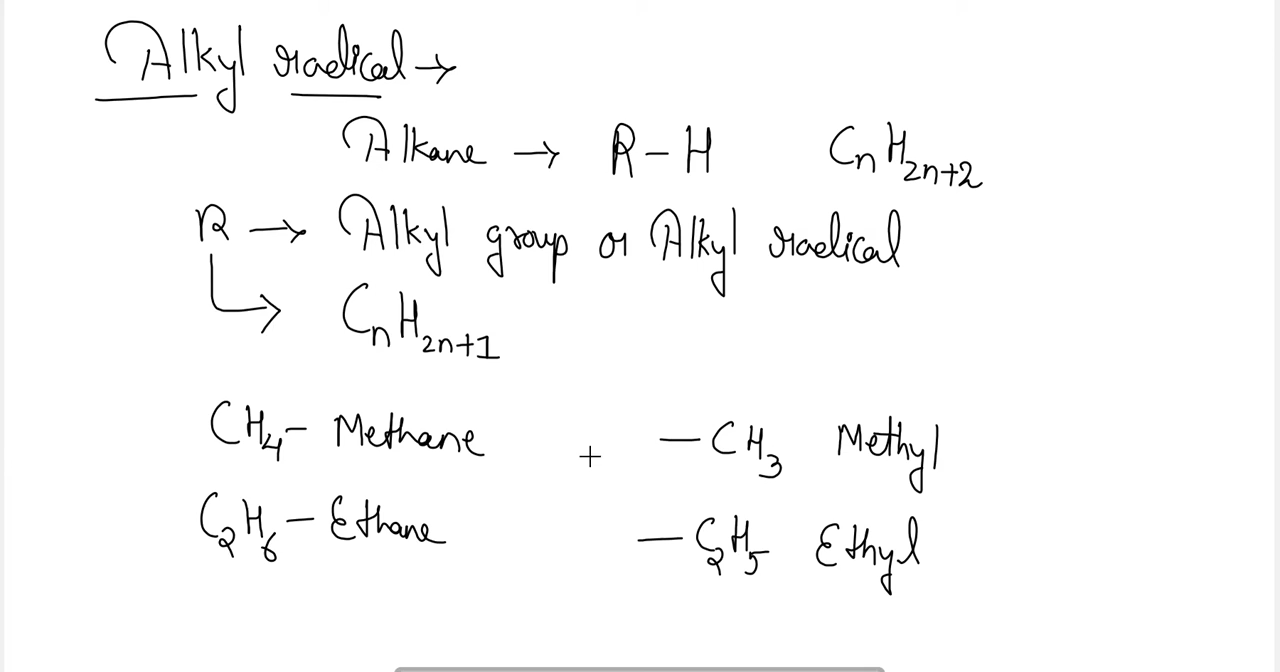 Alkyl radical →
Alkane → R-H CnH2n+2
R → Alkyl group or Alkyl radical
↳ CnH2n+1
CH4- Methane -CH3 Methyl
C2H6- Ethane -C2H5 Ethyl